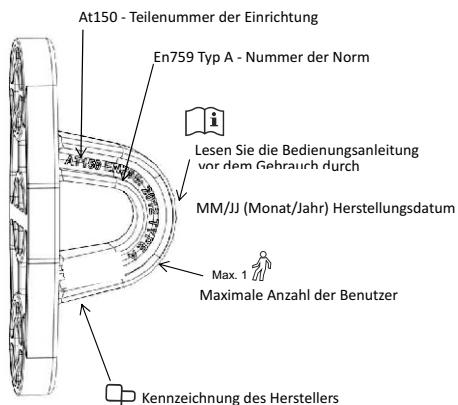 At150 - Teilenummer der Einrichtung
En759 Typ A - Nummer der Norm
Lesen Sie die Bedienungsanleitung
vor dem Gebrauch durch
MM/JJ (Monat/Jahr) Herstellungsdatum
Max. 1
Maximale Anzahl der Benutzer
Kennzeichnung des Herstellers